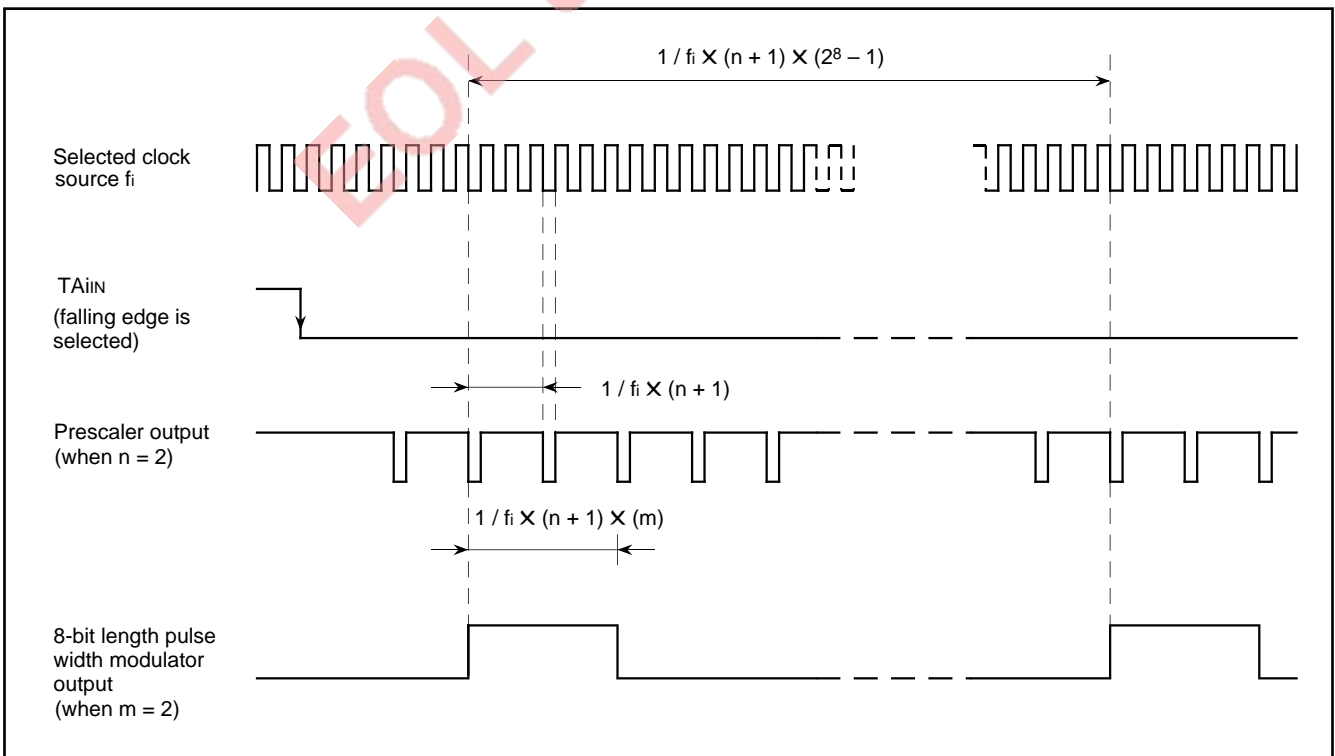 EOL
1 / fi × (n + 1) × (2⁸ – 1)
Selected clock
source fi
TAiIN
(falling edge is
selected)
1 / fi × (n + 1)
Prescaler output
(when n = 2)
1 / fi × (n + 1) × (m)
8-bit length pulse
width modulator
output
(when m = 2)